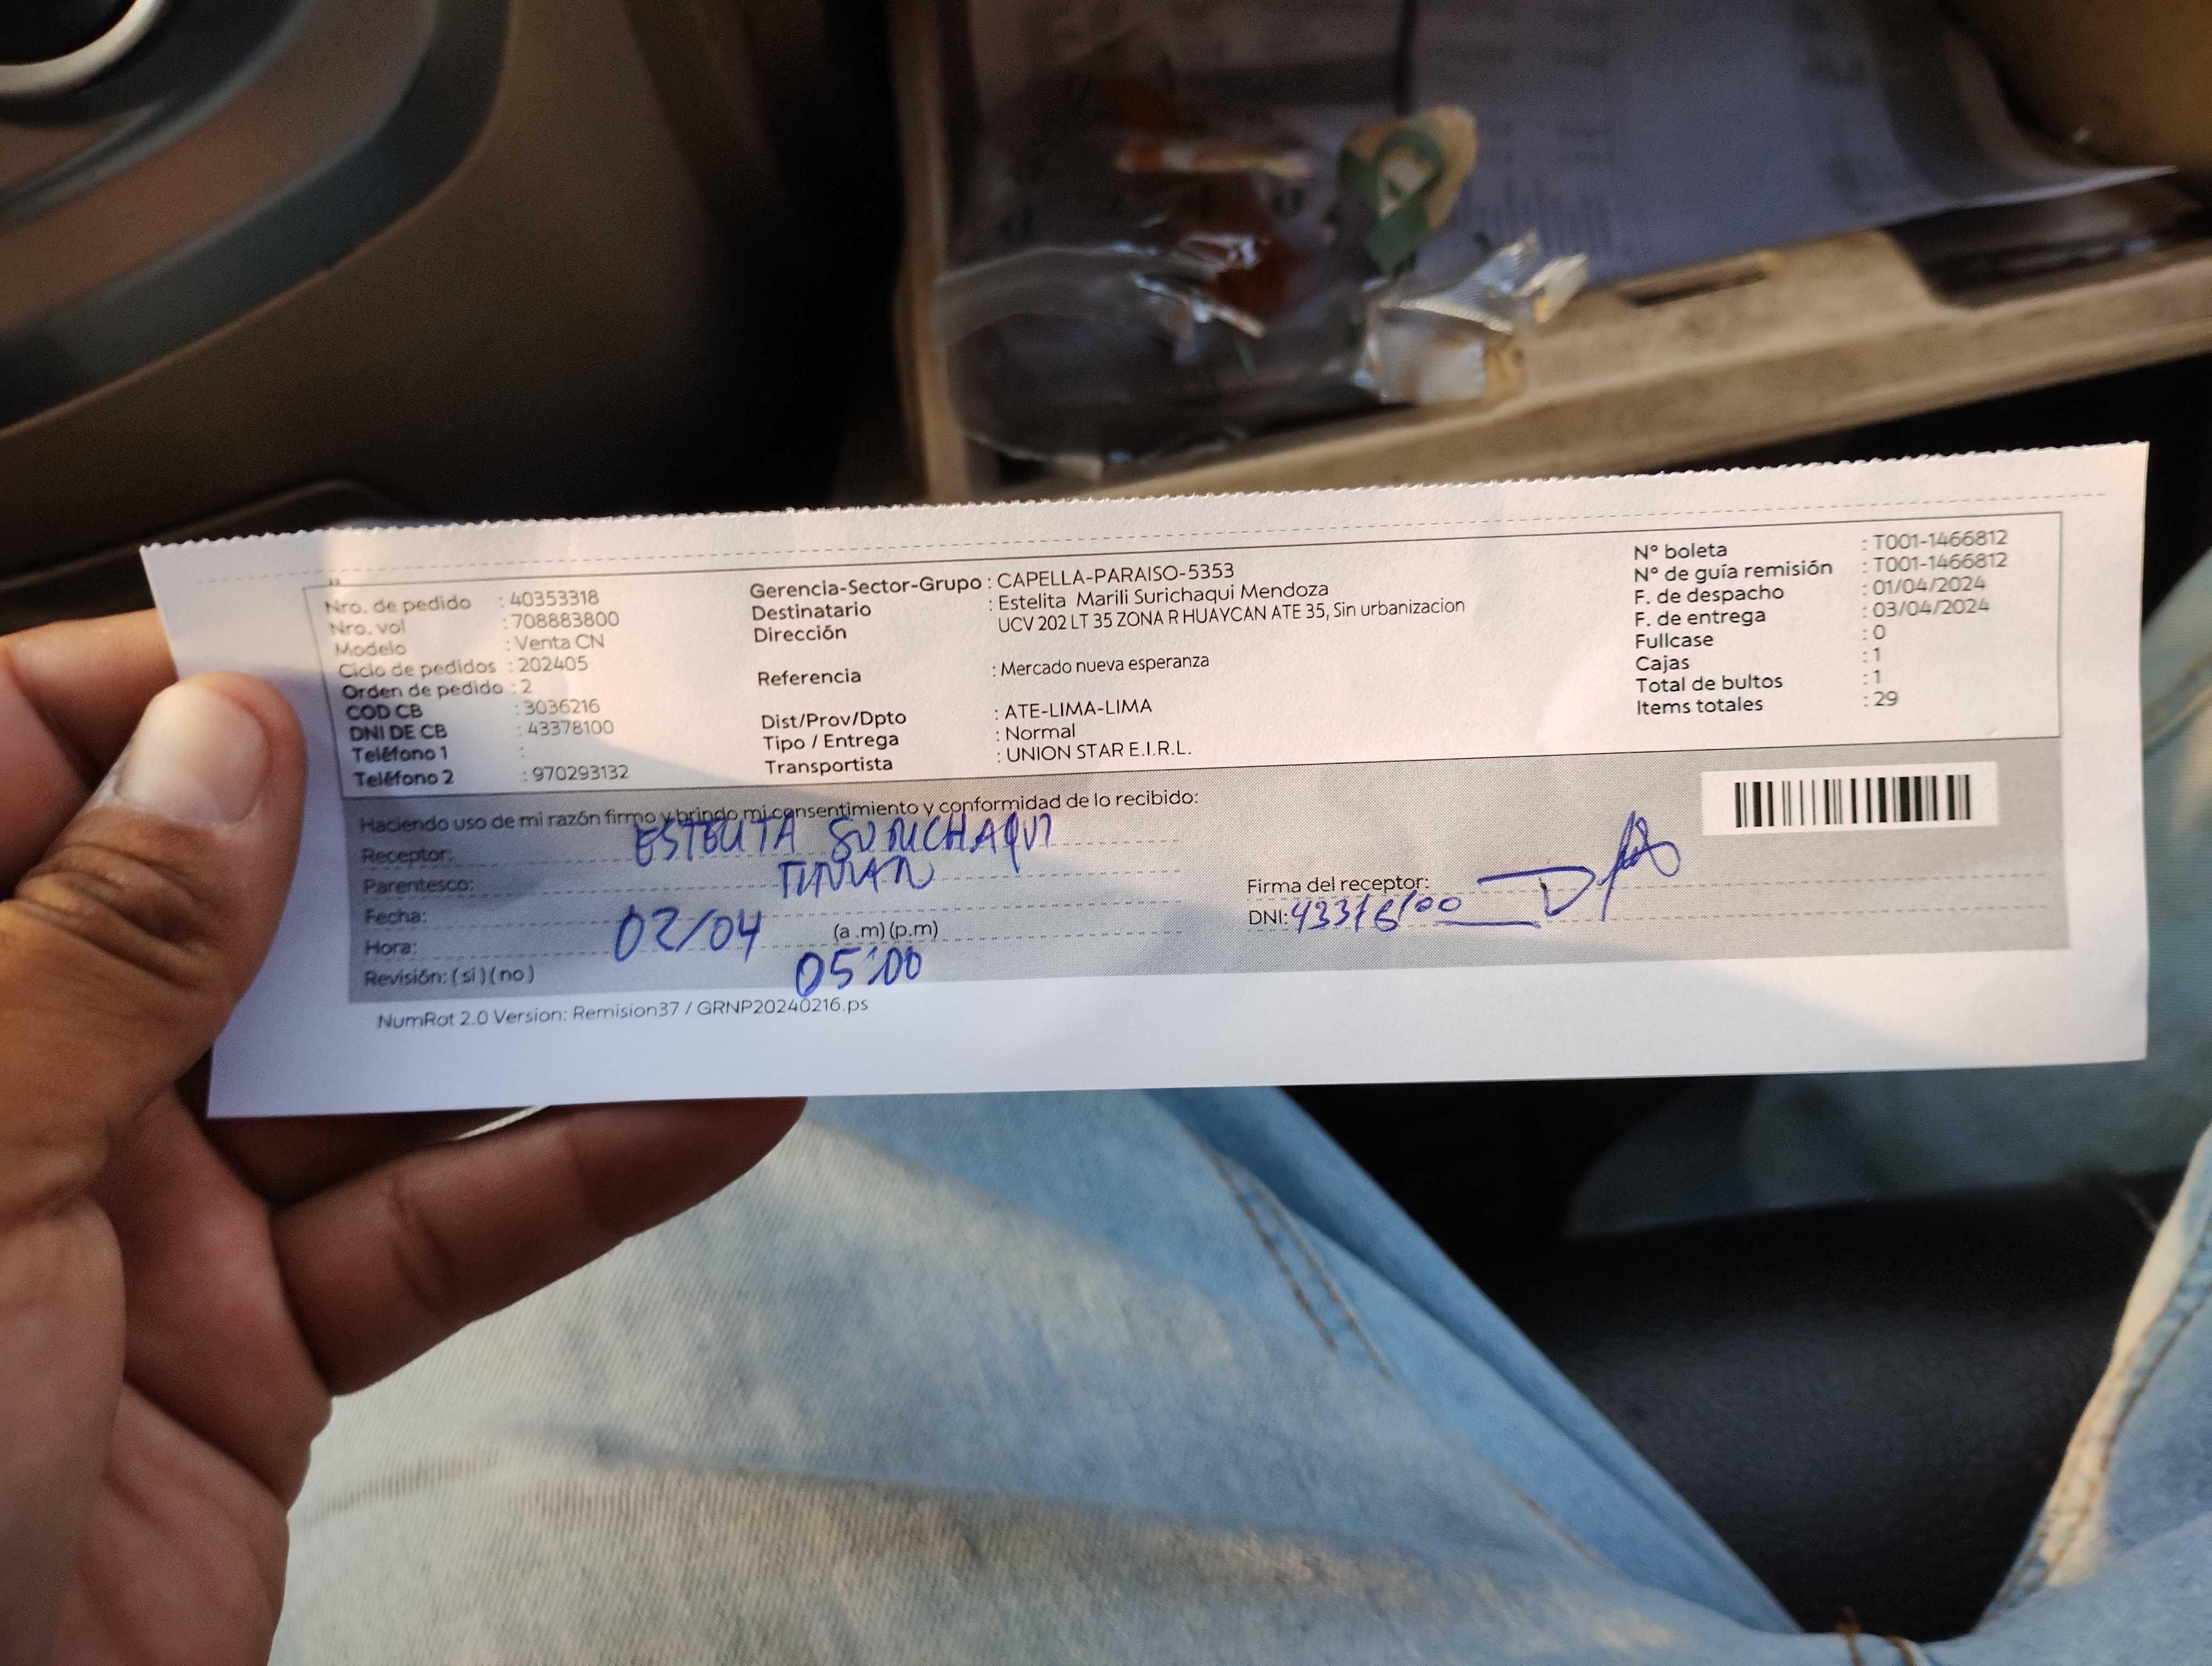 Nro. de pedido : 40353318
Nro. vol : 708883800
Modelo : Venta CN
Ciclo de pedidos : 202405
Orden de pedido : 2
COD CB : 3036216
DNI DE CB : 43378100
Teléfono 1 :
Teléfono 2 : 970293132
Gerencia-Sector-Grupo : CAPELLA-PARAISO-5353
Destinatario : Estelita Marili Surichaqui Mendoza
Dirección UCV 202 LT 35 ZONA R HUAYCAN ATE 35, Sin urbanizacion
Referencia : Mercado nueva esperanza
Dist/Prov/Dpto : ATE-LIMA-LIMA
Tipo / Entrega : Normal
Transportista : UNION STAR E.I.R.L.
N° boleta : T001-1466812
N° de guía remisión : T001-1466812
F. de despacho : 01/04/2024
F. de entrega : 03/04/2024
Fullcase : 0
Cajas : 1
Total de bultos : 1
Items totales : 29
Haciendo uso de mi razón firmo y brindo mi consentimiento y conformidad de lo recibido:
Receptor: ESTELITA SURICHAQUI
Parentesco:
Fecha: 02/04
Hora: (a .m) (p.m) 05:00
Revisión: (si) (no)
Firma del receptor:
DNI:
NumRot 2.0 Version: Remision37 / GRNP20240216.ps